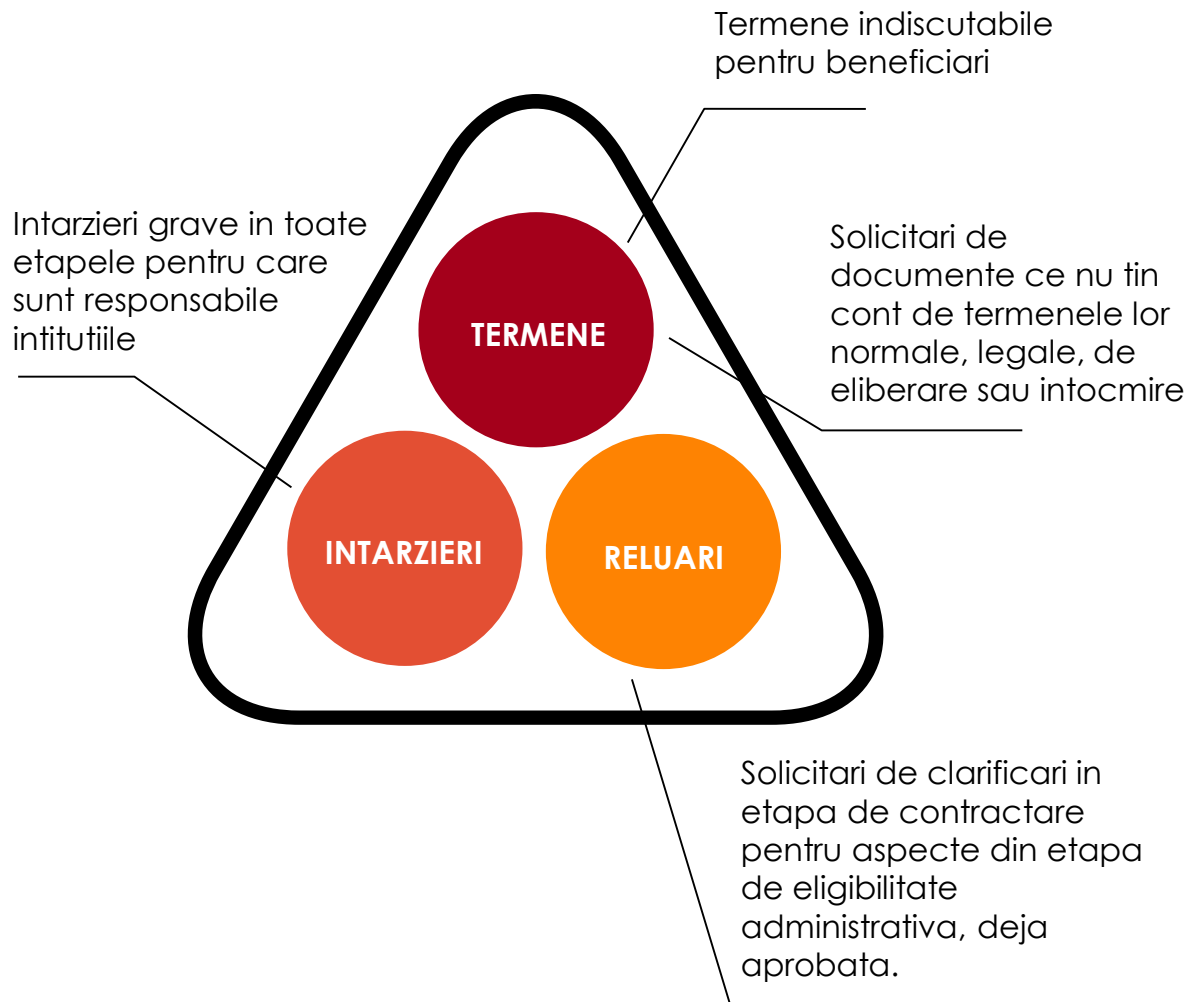 Termene indiscutabile
pentru beneficiari
Intarzieri grave in toate
etapele pentru care
sunt responsabile
intitutiile
Solicitari de
documente ce nu tin
cont de termenele lor
normale, legale, de
eliberare sau intocmire
TERMENE
INTARZIERI
RELUARI
Solicitari de clarificari in
etapa de contractare
pentru aspecte din etapa
de eligibilitate
administrativa, deja
aprobata.